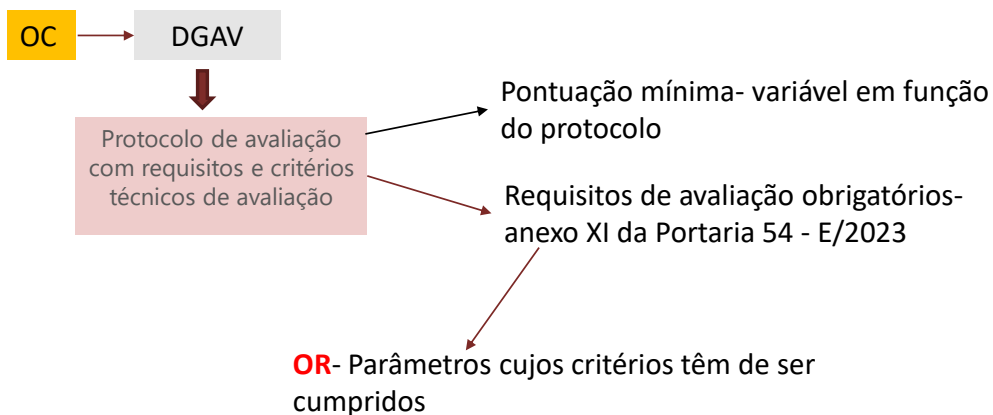 OC
DGAV
Protocolo de avaliação
com requisitos e critérios
técnicos de avaliação
Pontuação mínima- variável em função
do protocolo
Requisitos de avaliação obrigatórios-
anexo XI da Portaria 54 - E/2023
OR- Parâmetros cujos critérios têm de ser
cumpridos